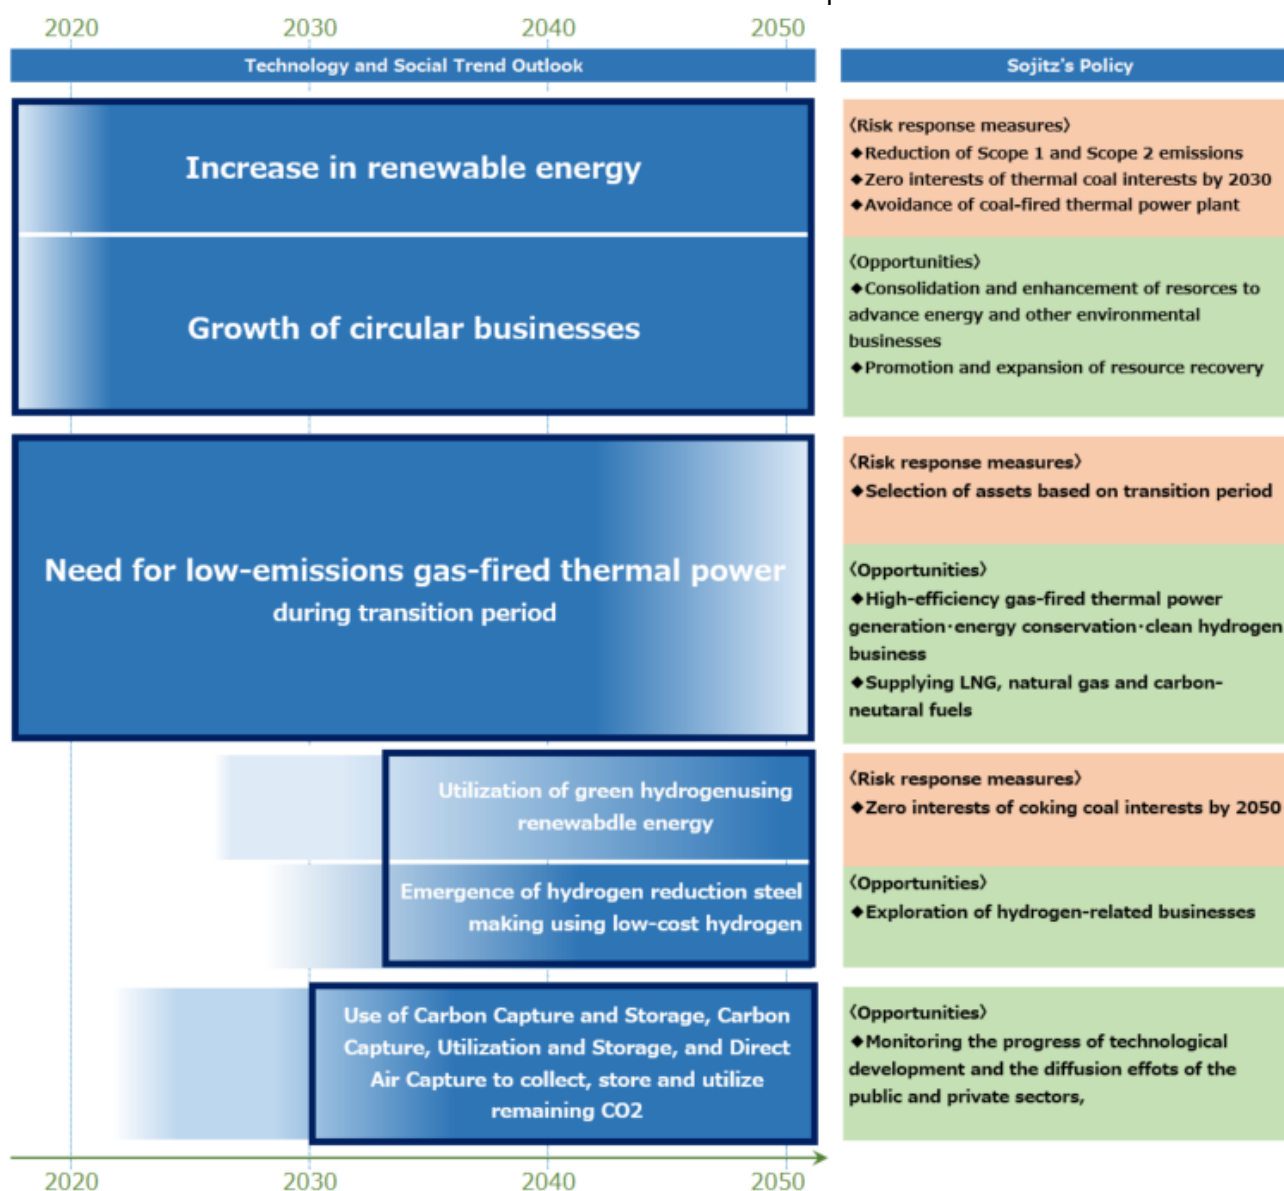 2020 2030 2040 2050
Technology and Social Trend Outlook
Sojitz's Policy
Increase in renewable energy
Growth of circular businesses
〈Risk response measures〉
◆Reduction of Scope 1 and Scope 2 emissions
◆Zero interests of thermal coal interests by 2030
◆Avoidance of coal-fired thermal power plant
〈Opportunities〉
◆Consolidation and enhancement of resorces to
advance energy and other environmental
businesses
◆Promotion and expansion of resource recovery
Need for low-emissions gas-fired thermal power
during transition period
〈Risk response measures〉
◆Selection of assets based on transition period
〈Opportunities〉
◆High-efficiency gas-fired thermal power
generation・energy conservation・clean hydrogen
business
◆Supplying LNG, natural gas and carbon-
neutaral fuels
Utilization of green hydrogenusing
renewabdle energy
Emergence of hydrogen reduction steel
making using low-cost hydrogen
〈Risk response measures〉
◆Zero interests of coking coal interests by 2050
〈Opportunities〉
◆Exploration of hydrogen-related businesses
Use of Carbon Capture and Storage, Carbon
Capture, Utilization and Storage, and Direct
Air Capture to collect, store and utilize
remaining CO2
〈Opportunities〉
◆Monitoring the progress of technological
development and the diffusion effots of the
public and private sectors,
2020 2030 2040 2050